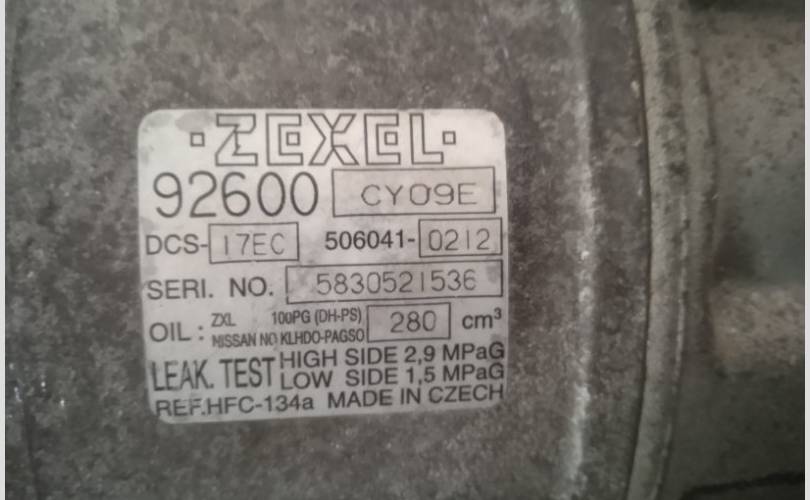 ·ZEXEL·
92600 CY09E
DCS-17EC 506041-0212
SERI. NO. 5830521536
OIL: ZXL 100PG (DH-PS) 280 cm³
NISSAN NO KLHDO-PAGSO
LEAK. TEST HIGH SIDE 2,9 MPaG
LOW SIDE 1,5 MPaG
REF.HFC-134a MADE IN CZECH